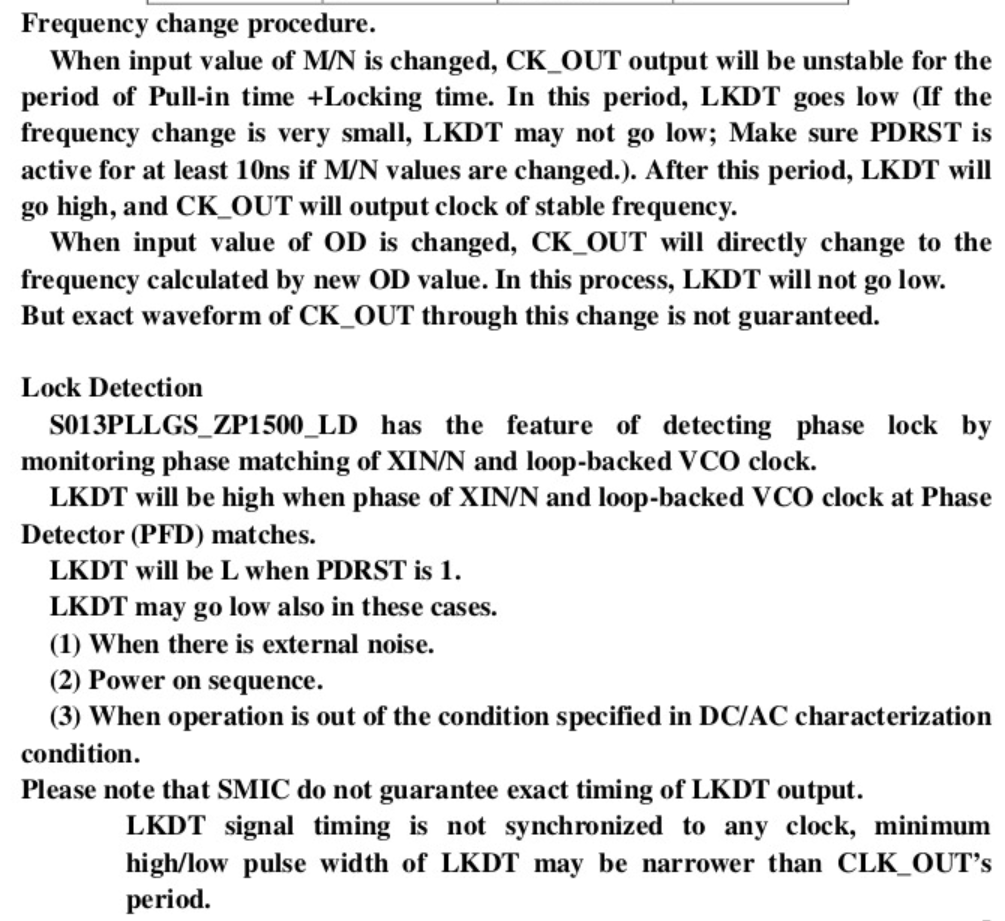 Frequency change procedure.
When input value of M/N is changed, CK_OUT output will be unstable for the
period of Pull-in time +Locking time. In this period, LKDT goes low (If the
frequency change is very small, LKDT may not go low; Make sure PDRST is
active for at least 10ns if M/N values are changed.). After this period, LKDT will
go high, and CK_OUT will output clock of stable frequency.
When input value of OD is changed, CK_OUT will directly change to the
frequency calculated by new OD value. In this process, LKDT will not go low.
But exact waveform of CK_OUT through this change is not guaranteed.
Lock Detection
S013PLLGS_ZP1500_LD has the feature of detecting phase lock by
monitoring phase matching of XIN/N and loop-backed VCO clock.
LKDT will be high when phase of XIN/N and loop-backed VCO clock at Phase
Detector (PFD) matches.
LKDT will be L when PDRST is 1.
LKDT may go low also in these cases.
(1) When there is external noise.
(2) Power on sequence.
(3) When operation is out of the condition specified in DC/AC characterization
condition.
Please note that SMIC do not guarantee exact timing of LKDT output.
LKDT signal timing is not synchronized to any clock, minimum
high/low pulse width of LKDT may be narrower than CLK_OUT's
period.